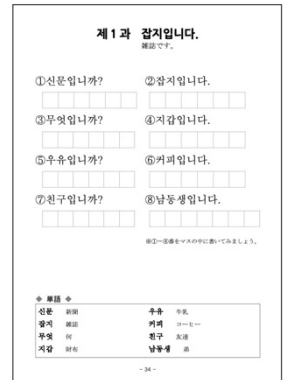 제 1 과 잡지입니다.
雑誌です。
①신문입니까? ②잡지입니다.
③무엇입니까? ④지갑입니다.
⑤우유입니까? ⑥커피입니다.
⑦친구입니까? ⑧남동생입니다.
※①～⑧番をマスの中に書いてみましょう。
◆ 単語 ◆
신문 新聞 우유 牛乳
잡지 雑誌 커피 コーヒー
무엇 何 친구 友達
지갑 財布 남동생 弟
- 34 -